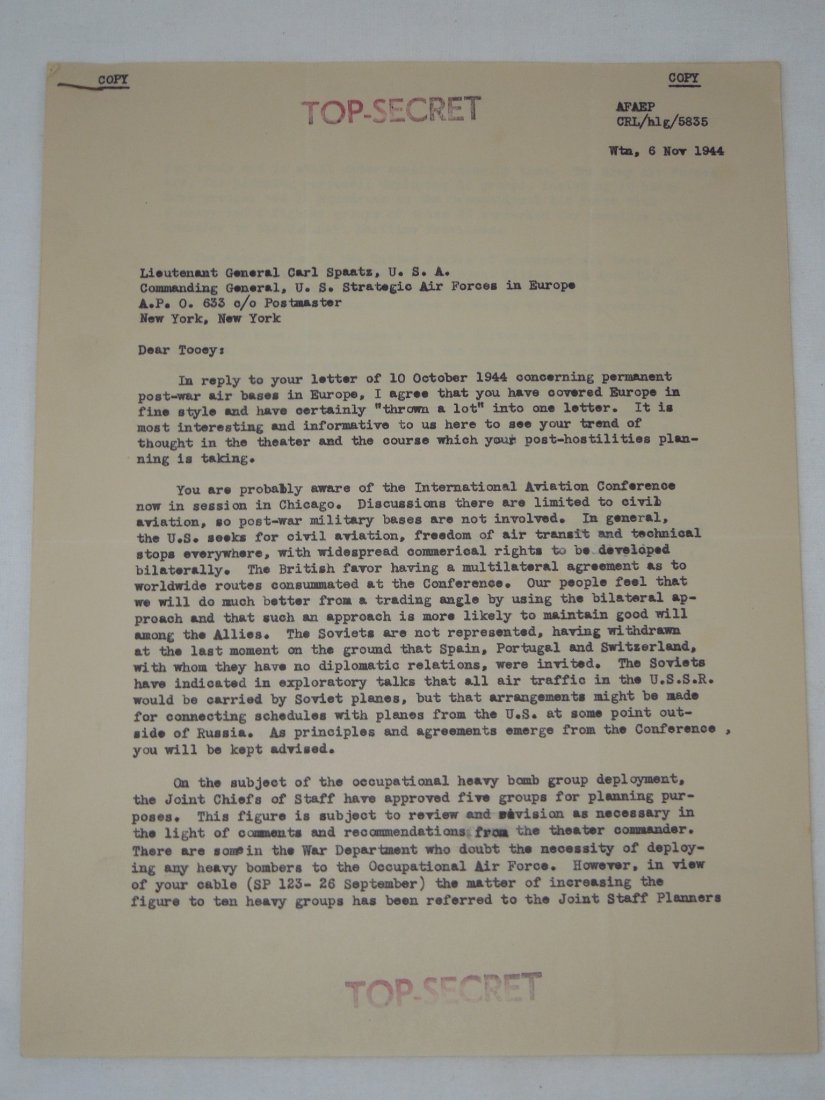 COPY
COPY
TOP-SECRET
AFAEP
CRL/hlg/5835
Wtn, 6 Nov 1944
Lieutenant General Carl Spaatz, U. S. A.
Commanding General, U. S. Strategic Air Forces in Europe
A.P. O. 633 c/o Postmaster
New York, New York
Dear Tooey:
In reply to your letter of 10 October 1944 concerning permanent
post-war air bases in Europe, I agree that you have covered Europe in
fine style and have certainly "thrown a lot" into one letter. It is
most interesting and informative to us here to see your trend of
thought in the theater and the course which your post-hostilities plan-
ning is taking.
You are probably aware of the International Aviation Conference
now in session in Chicago. Discussions there are limited to civil
aviation, so post-war military bases are not involved. In general,
the U.S. seeks for civil aviation, freedom of air transit and technical
stops everywhere, with widespread commerical rights to be developed
bilaterally. The British favor having a multilateral agreement as to
worldwide routes consummated at the Conference. Our people feel that
we will do much better from a trading angle by using the bilateral ap-
proach and that such an approach is more likely to maintain good will
among the Allies. The Soviets are not represented, having withdrawn
at the last moment on the ground that Spain, Portugal and Switzerland,
with whom they have no diplomatic relations, were invited. The Soviets
have indicated in exploratory talks that all air traffic in the U.S.S.R.
would be carried by Soviet planes, but that arrangements might be made
for connecting schedules with planes from the U.S. at some point out-
side of Russia. As principles and agreements emerge from the Conference ,
you will be kept advised.
On the subject of the occupational heavy bomb group deployment,
the Joint Chiefs of Staff have approved five groups for planning pur-
poses. This figure is subject to review and revision as necessary in
the light of comments and recommendations from the theater commander.
There are some in the War Department who doubt the necessity of deploy-
ing any heavy bombers to the Occupational Air Force. However, in view
of your cable (SP 123- 26 September) the matter of increasing the
figure to ten heavy groups has been referred to the Joint Staff Planners
TOP-SECRET